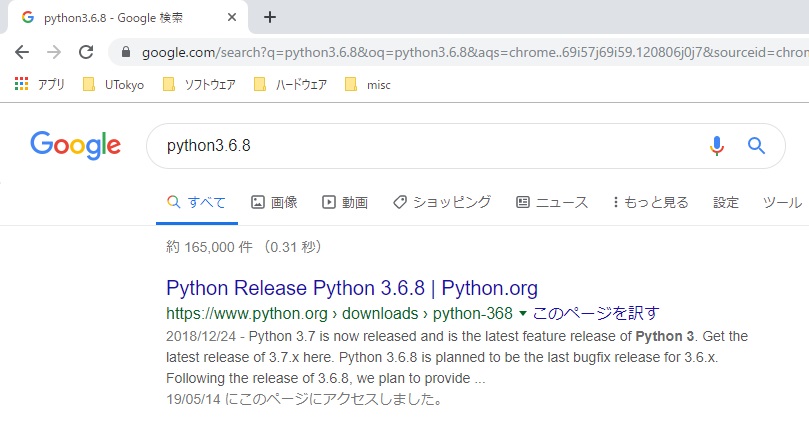 python3.6.8 - Google 検索
google.com/search?q=python3.6.8&oq=python3.6.8&aqs=chrome..69i57j69i59.120806j0j7&sourceid=chrom
アプリ UTokyo ソフトウェア ハードウェア misc
Google python3.6.8
すべて 画像 動画 ショッピング ニュース もっと見る 設定 ツール
約 165,000 件 （0.31 秒）
Python Release Python 3.6.8 | Python.org
https://www.python.org › downloads › python-368 ▼ このページを訳す
2018/12/24 - Python 3.7 is now released and is the latest feature release of Python 3. Get the
latest release of 3.7.x here. Python 3.6.8 is planned to be the last bugfix release for 3.6.x.
Following the release of 3.6.8, we plan to provide ...
19/05/14 にこのページにアクセスしました。